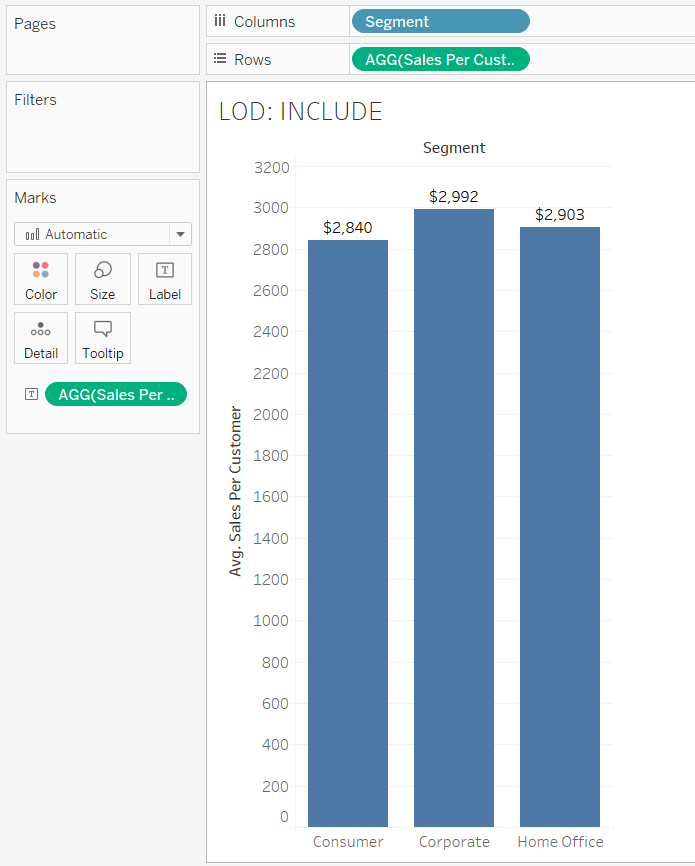 Pages
Columns
Segment
Rows
AGG(Sales Per Cust..
Filters
Marks
Automatic
Color
Size
T
Label
Detail
Tooltip
T
AGG(Sales Per ..
LOD: INCLUDE
Segment
Avg. Sales Per Customer
3200
3000
2800
2600
2400
2200
2000
1800
1600
1400
1200
1000
800
600
400
200
0
$2,840
$2,992
$2,903
Consumer
Corporate
Home Office